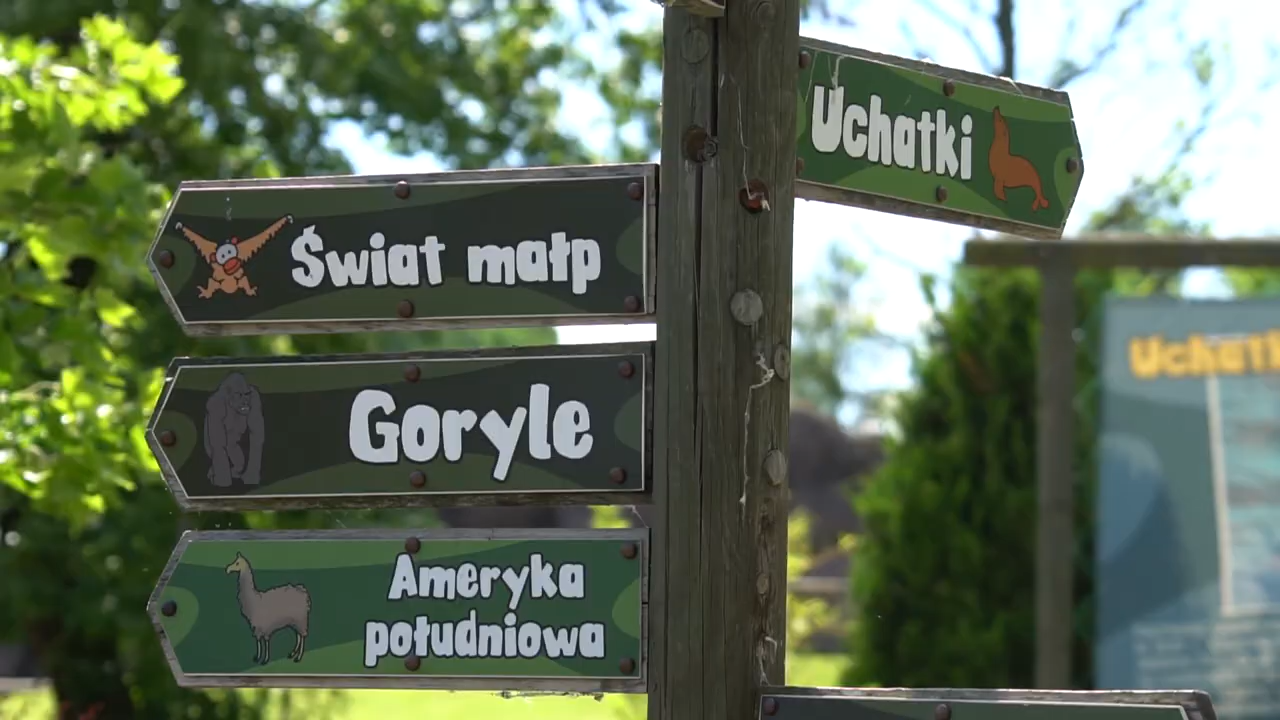 Uchatki
Świat małp
Goryle
Ameryka
południowa